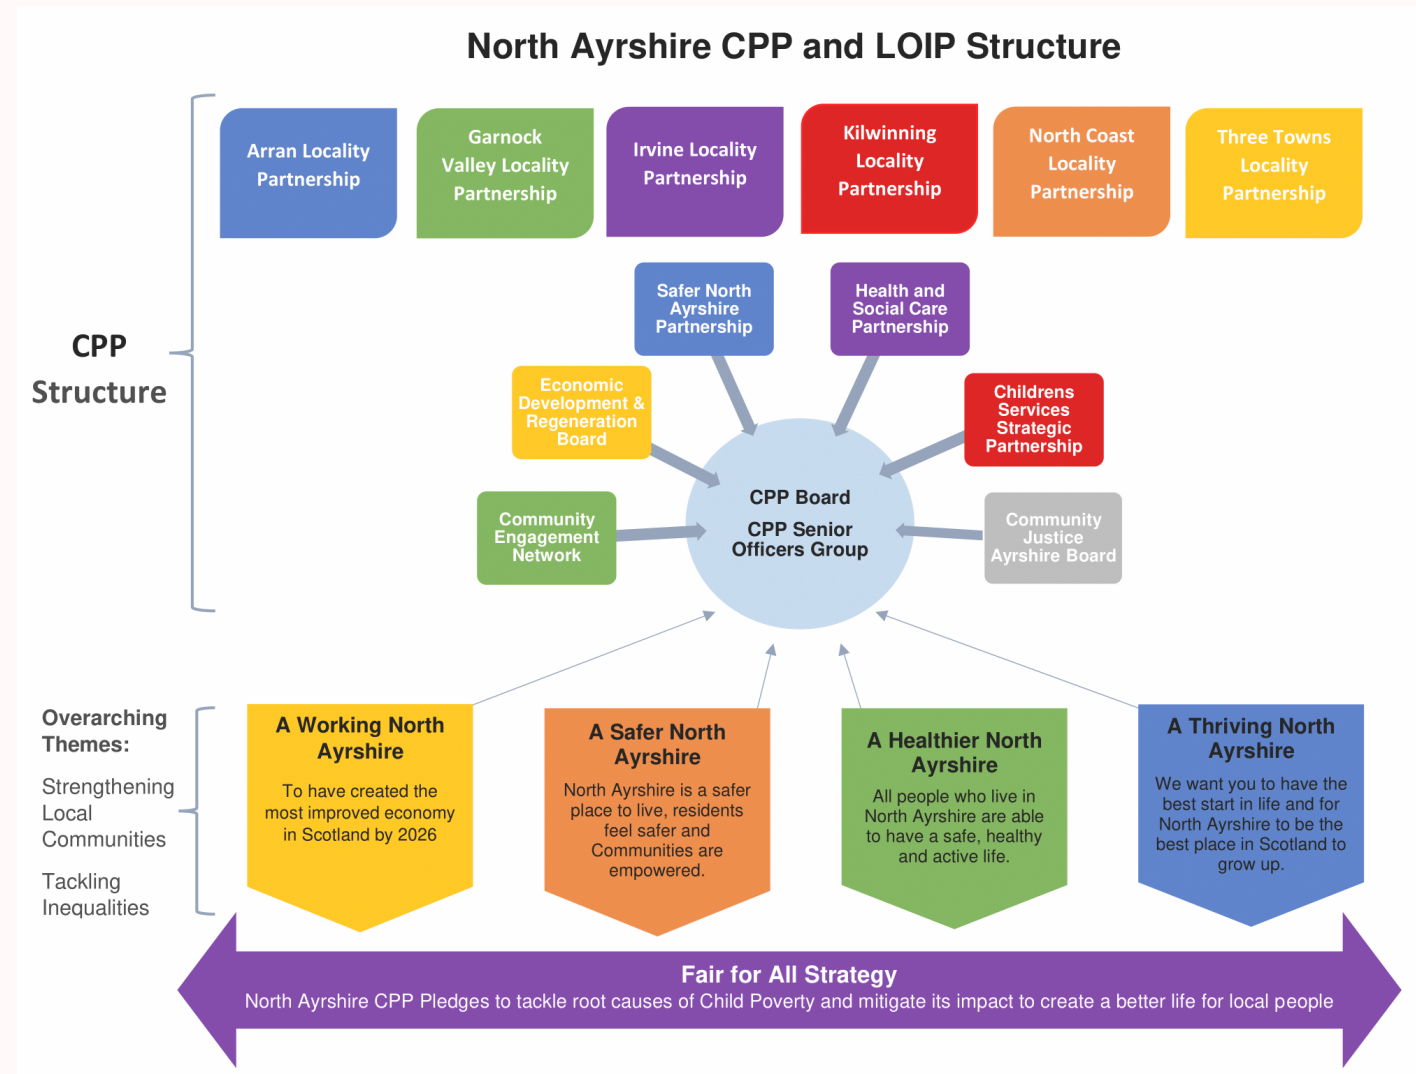 North Ayrshire CPP and LOIP Structure
Arran Locality
Partnership
Garnock
Valley Locality
Partnership
Irvine Locality
Partnership
Kilwinning
Locality
Partnership
North Coast
Locality
Partnership
Three Towns
Locality
Partnership
CPP
Structure
Safer North
Ayrshire
Partnership
Health and
Social Care
Partnership
Economic
Development &
Regeneration
Board
Childrens
Services
Strategic
Partnership
Community
Engagement
Network
CPP Board
CPP Senior
Officers Group
Community
Justice
Ayrshire Board
Overarching
Themes:
Strengthening
Local
Communities
Tackling
Inequalities
A Working North
Ayrshire
To have created the
most improved economy
in Scotland by 2026
A Safer North
Ayrshire
North Ayrshire is a safer
place to live, residents
feel safer and
Communities are
empowered.
A Healthier North
Ayrshire
All people who live in
North Ayrshire are able
to have a safe, healthy
and active life.
A Thriving North
Ayrshire
We want you to have the
best start in life and for
North Ayrshire to be the
best place in Scotland to
grow up.
Fair for All Strategy
North Ayrshire CPP Pledges to tackle root causes of Child Poverty and mitigate its impact to create a better life for local people